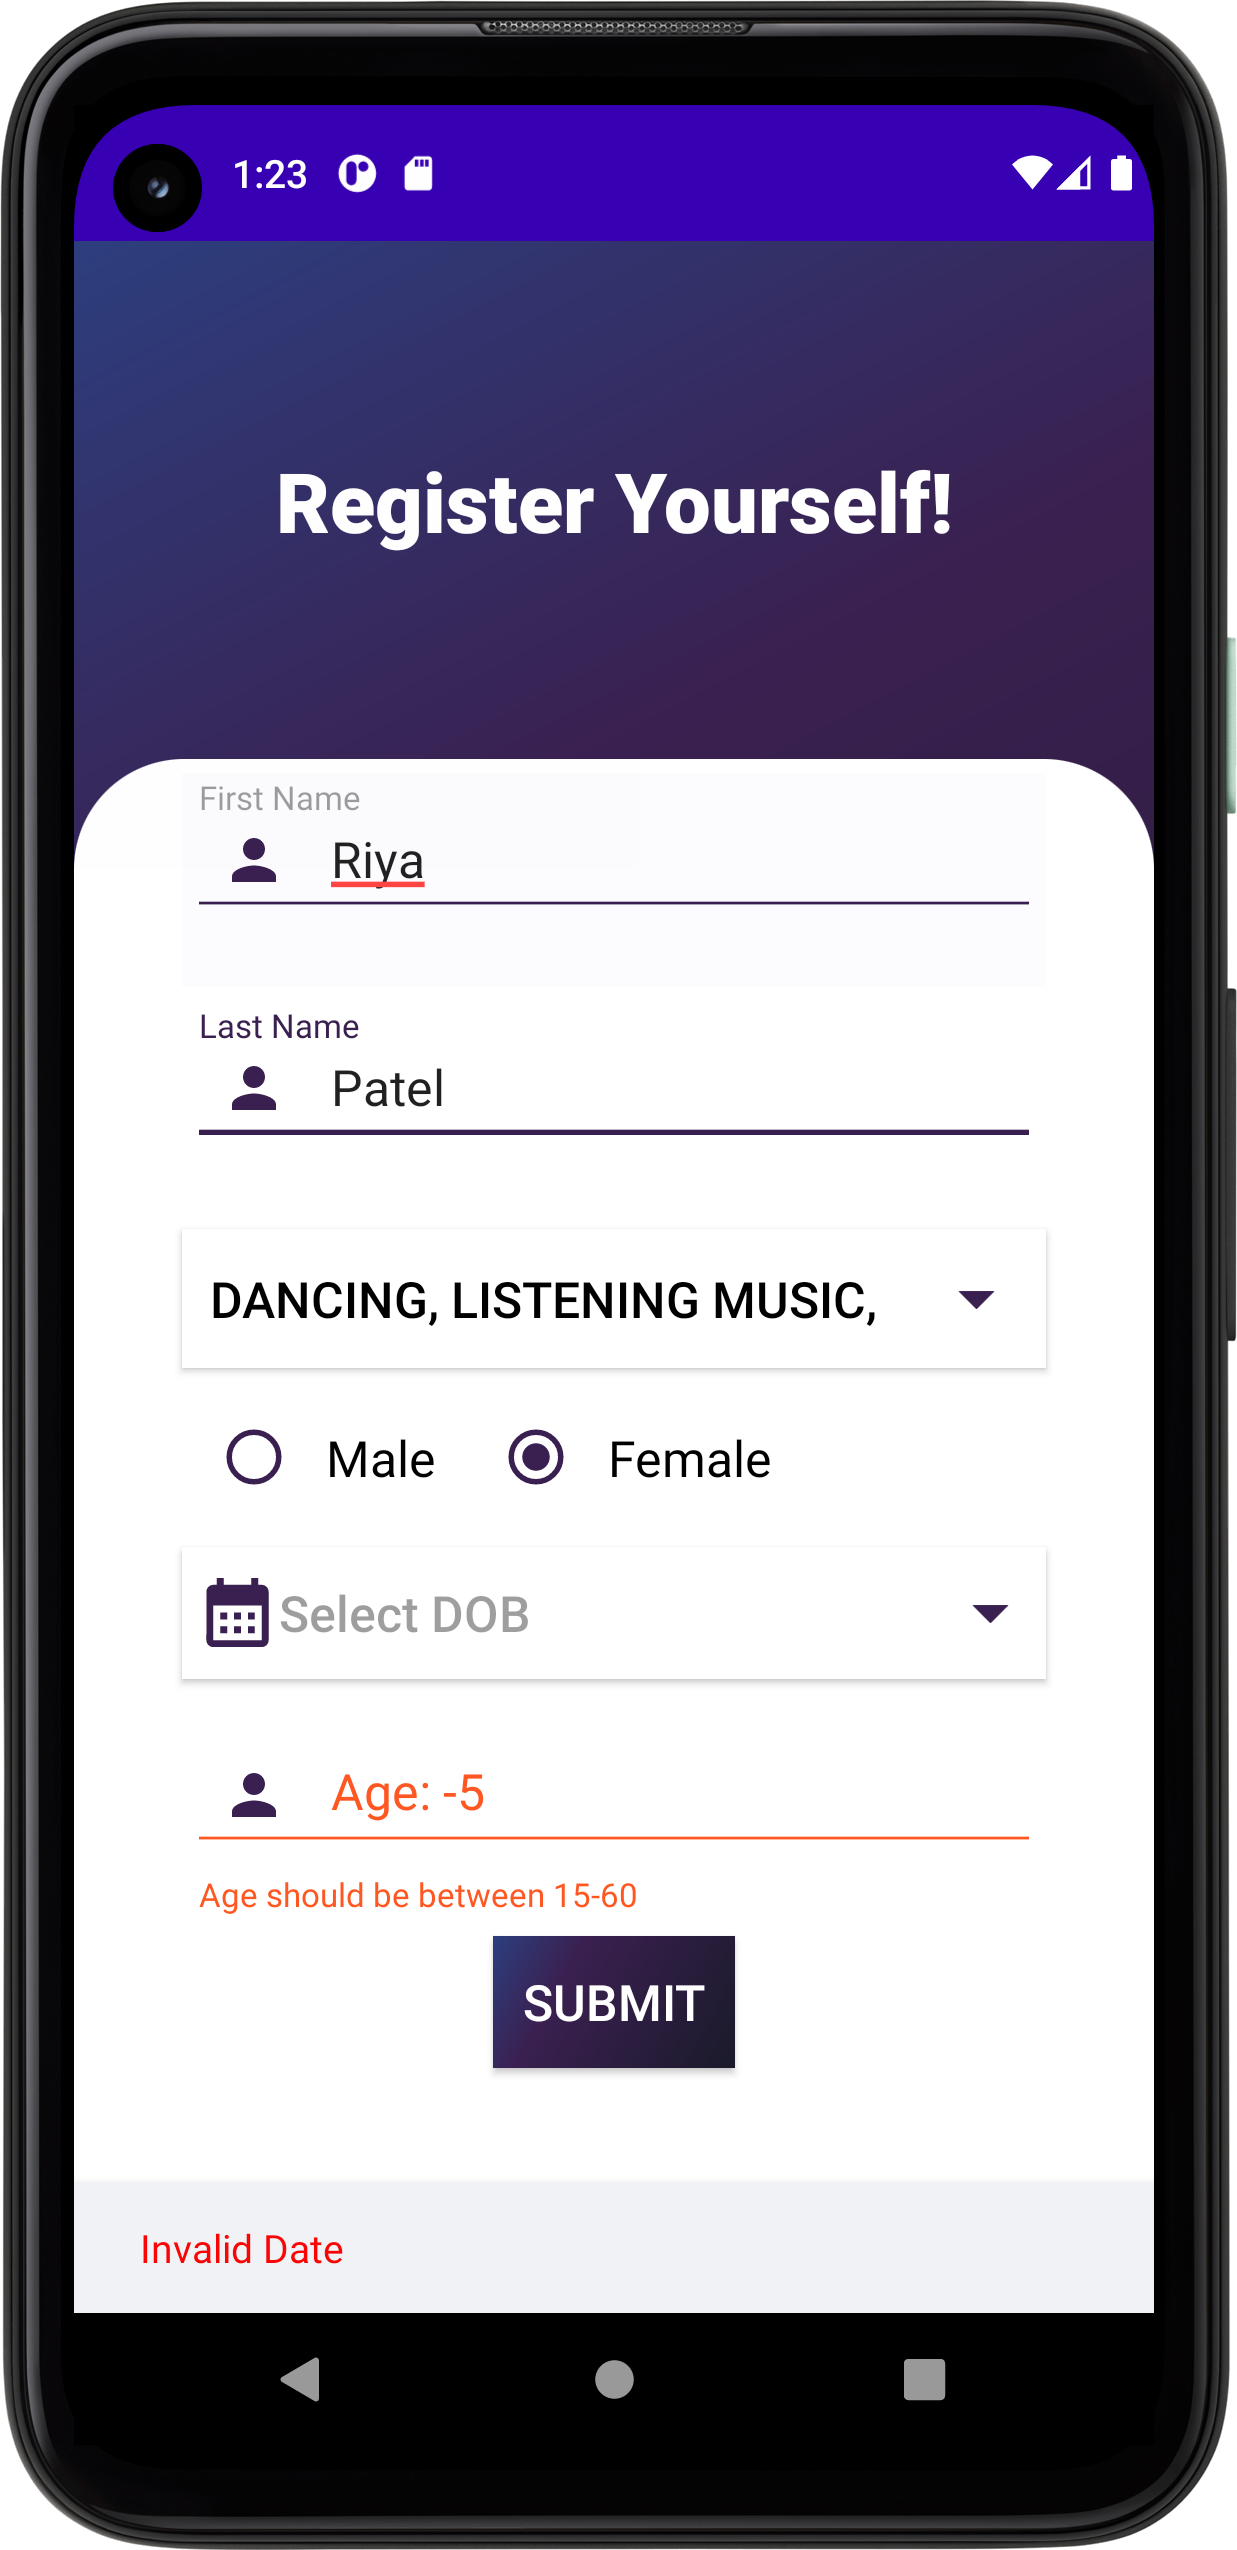 1:23
Register Yourself!
First Name
Riya
Last Name
Patel
DANCING, LISTENING MUSIC,
Male Female
Select DOB
Age: -5
Age should be between 15-60
SUBMIT
Invalid Date